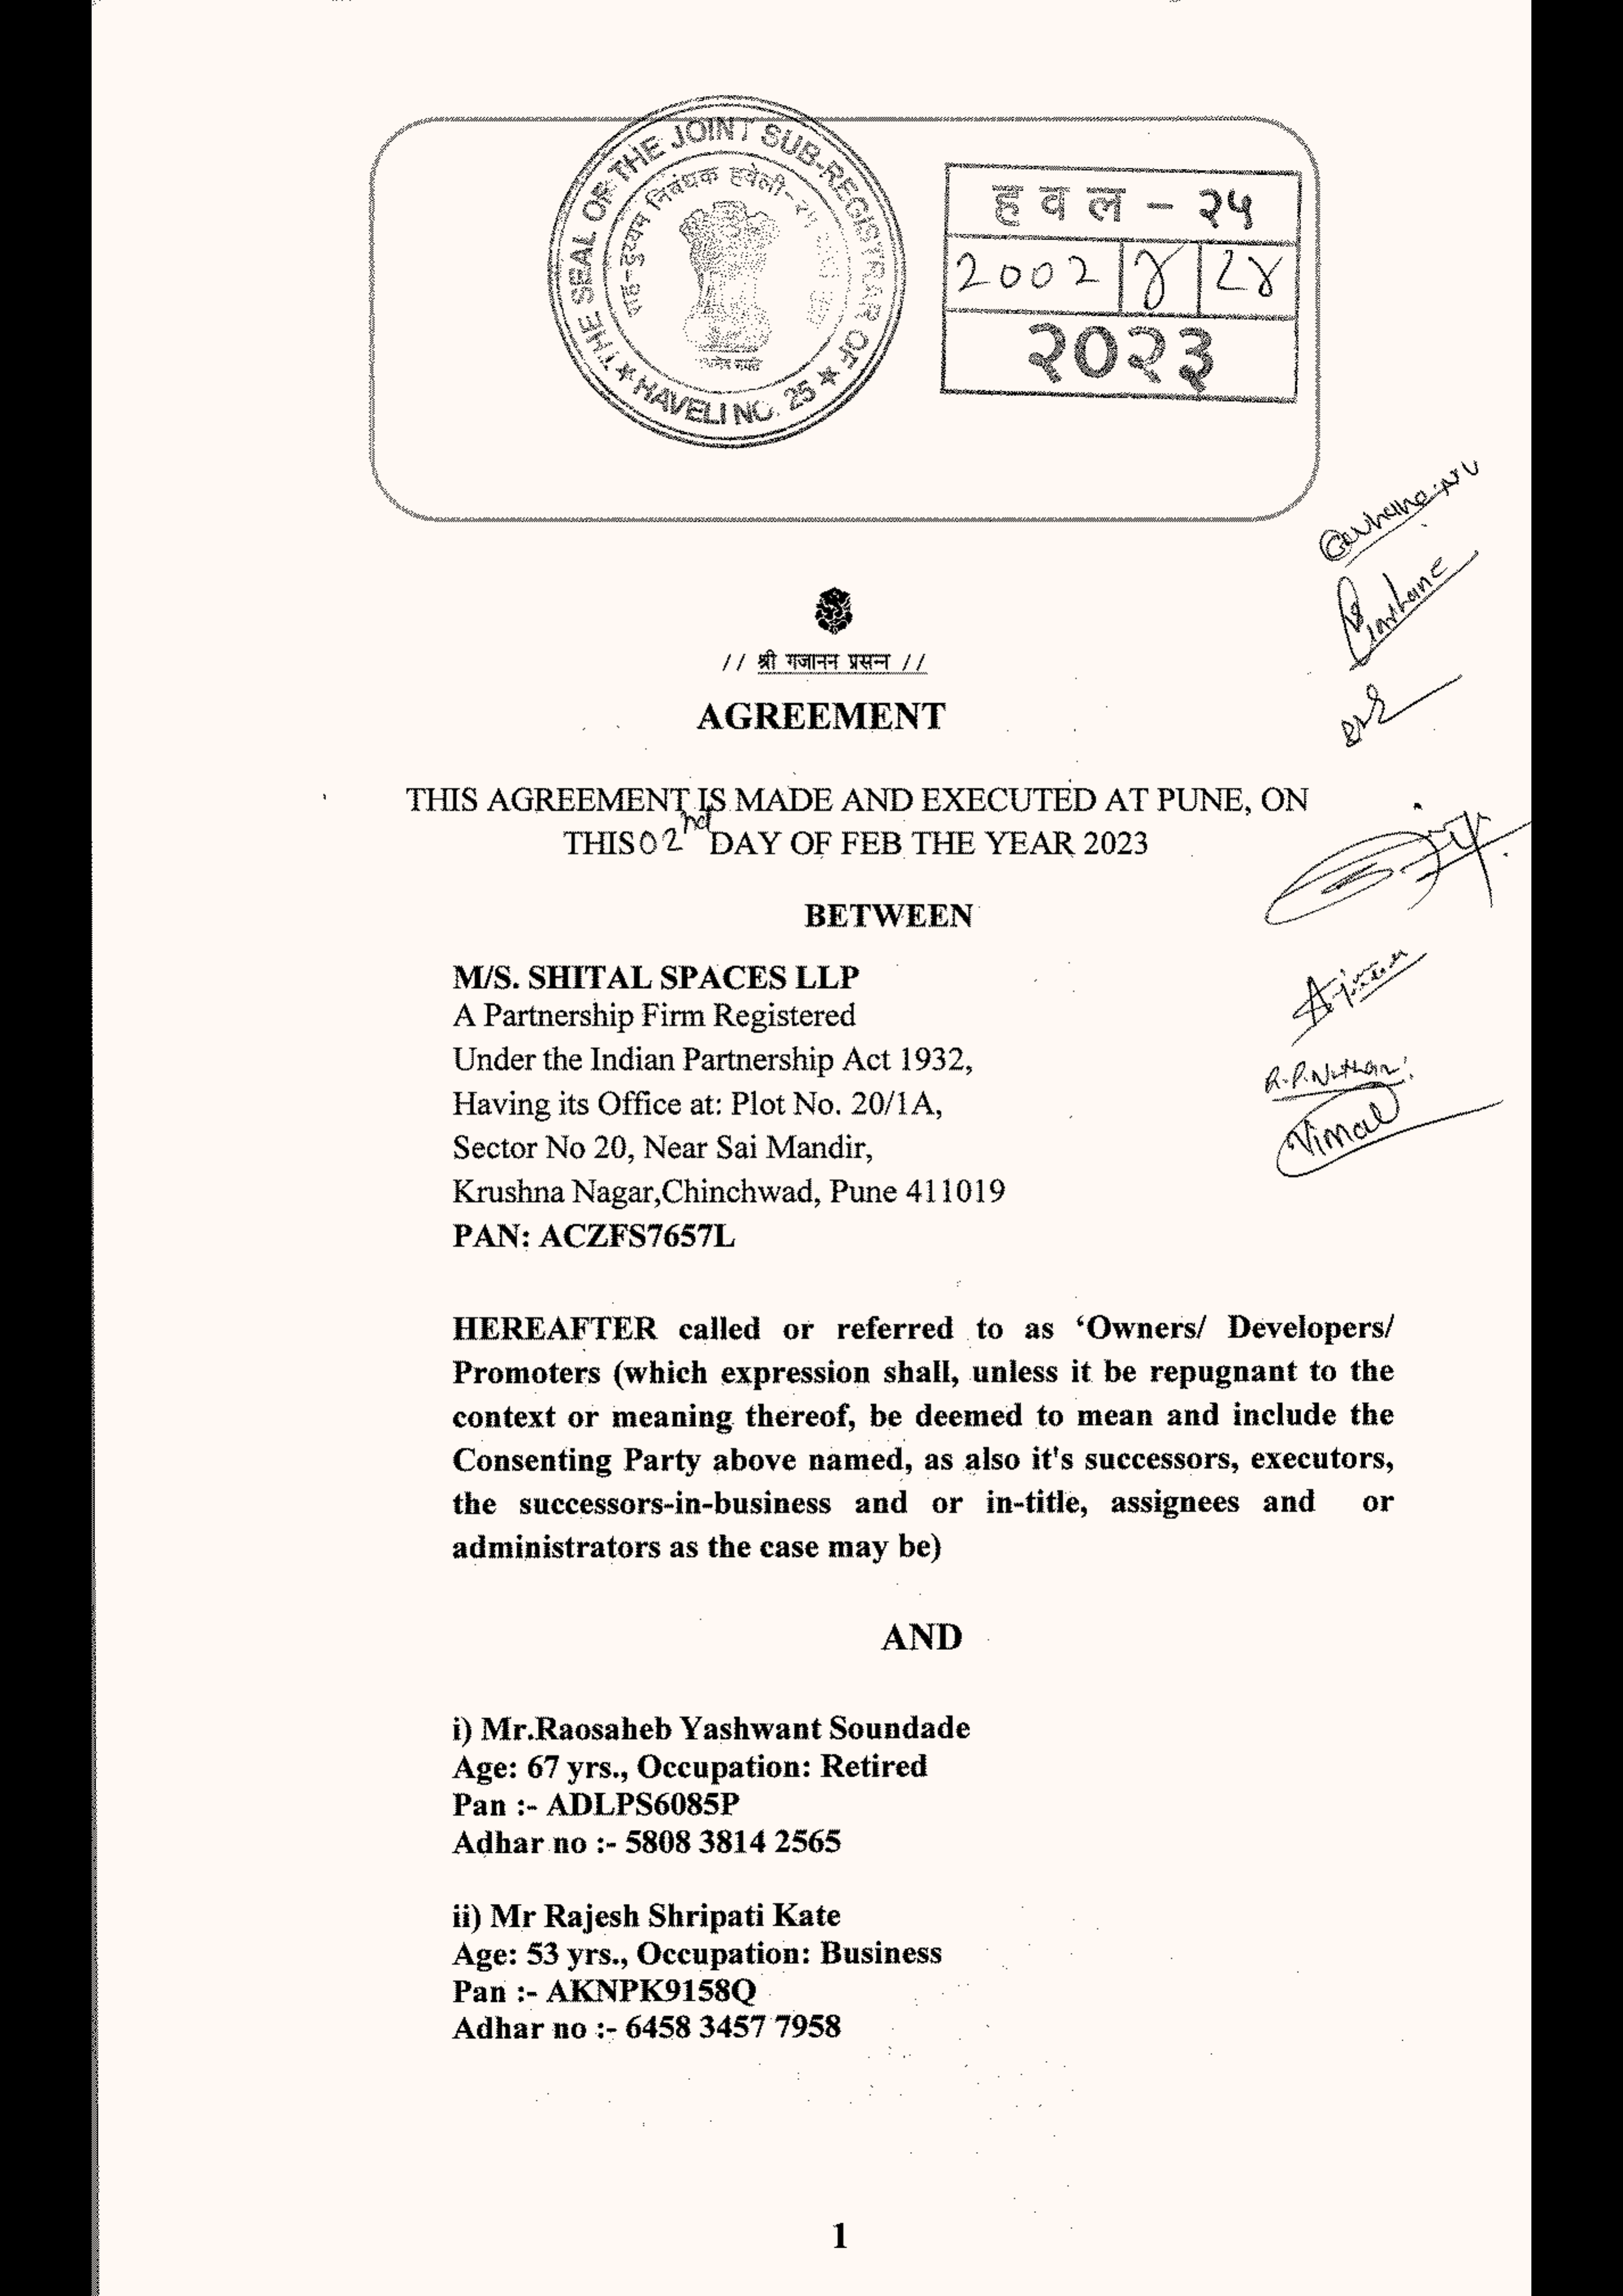 THE SEAL OF THE JOINT SUB-REGISTRAR OF
HAVELI NO. 25
सह-दुय्यम निबंधक हवेली-२५
ह व ल - २५
2002 | ४ | ८४
२०२३
// श्री गजानन प्रसन्न //
AGREEMENT
THIS AGREEMENT IS MADE AND EXECUTED AT PUNE, ON
THIS 02nd DAY OF FEB THE YEAR 2023
BETWEEN
M/S. SHITAL SPACES LLP
A Partnership Firm Registered
Under the Indian Partnership Act 1932,
Having its Office at: Plot No. 20/1A,
Sector No 20, Near Sai Mandir,
Krushna Nagar,Chinchwad, Pune 411019
PAN: ACZFS7657L
R.P.Nathan
Vimal
HEREAFTER called or referred to as ‘Owners/ Developers/
Promoters (which expression shall, unless it be repugnant to the
context or meaning thereof, be deemed to mean and include the
Consenting Party above named, as also it's successors, executors,
the successors-in-business and or in-title, assignees and or
administrators as the case may be)
AND
i) Mr.Raosaheb Yashwant Soundade
Age: 67 yrs., Occupation: Retired
Pan :- ADLPS6085P
Adhar no :- 5808 3814 2565
ii) Mr Rajesh Shripati Kate
Age: 53 yrs., Occupation: Business
Pan :- AKNPK9158Q
Adhar no :- 6458 3457 7958
1